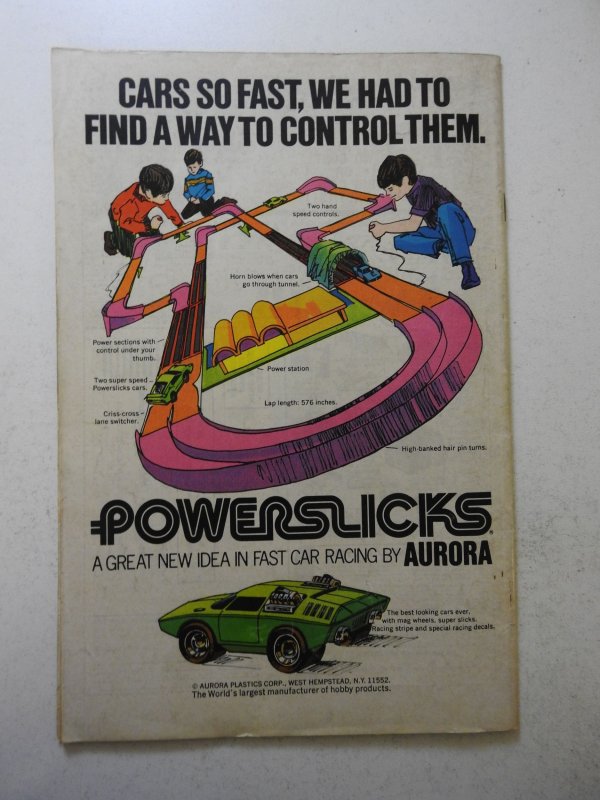 CARS SO FAST, WE HAD TO
FIND A WAY TO CONTROL THEM.
Two hand
speed controls.
Horn blows when cars
go through tunnel.
Power sections with
control under your
thumb.
Power station
Two super speed
Powerslicks cars.
Lap length: 576 inches.
Criss-cross
lane switcher.
High-banked hair pin turns.
POWERSLICKS®
A GREAT NEW IDEA IN FAST CAR RACING BY AURORA
The best looking cars ever,
with mag wheels, super slicks.
Racing stripe and special racing decals.
© AURORA PLASTICS CORP., WEST HEMPSTEAD, N.Y. 11552.
The World's largest manufacturer of hobby products.